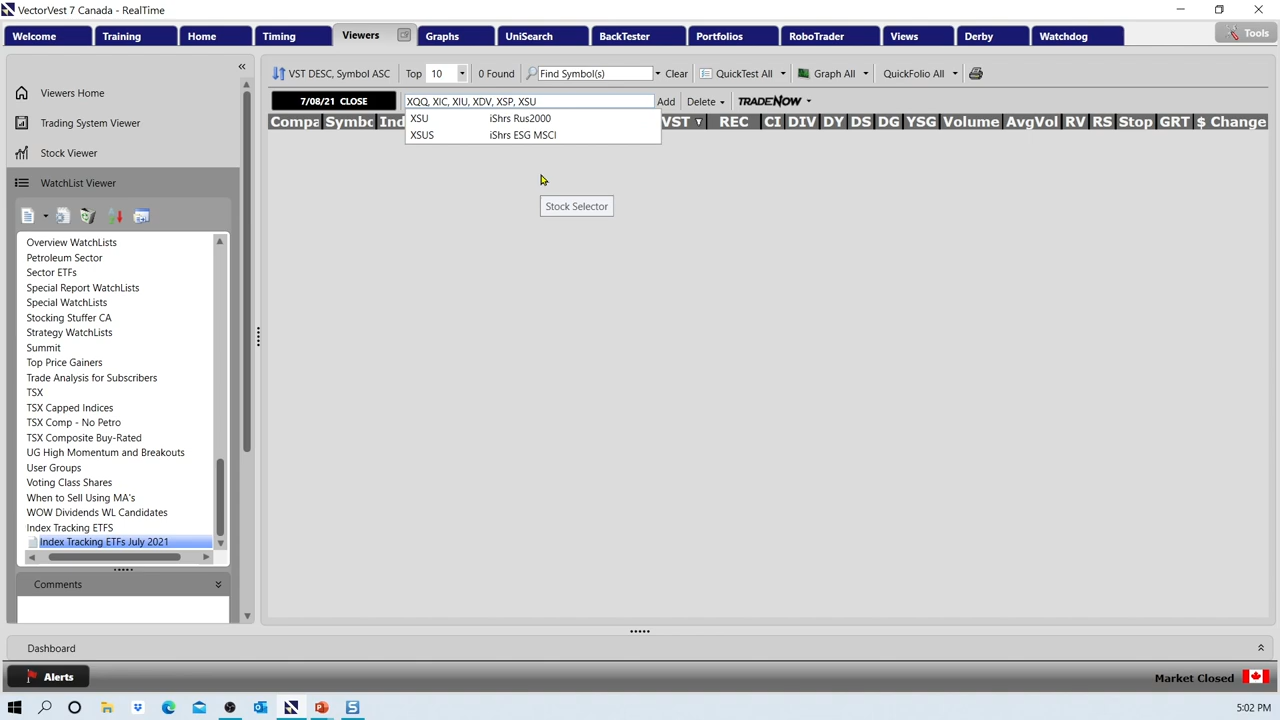 VectorVest 7 Canada - RealTime
Welcome Training Home Timing Viewers Graphs UniSearch BackTester Portfolios RoboTrader Views Derby Watchdog Tools
VST DESC, Symbol ASC Top 10 0 Found Find Symbol(s) Clear QuickTest All Graph All QuickFolio All
7/08/21 CLOSE XQQ, XIC, XIU, XDV, XSP, XSU Add Delete TRADENOW
Compa Symbo Ind VST REC CI DIV DY DS DG YSG Volume AvgVol RV RS Stop GRT $ Change
XSU iShrs Rus2000
XSUS iShrs ESG MSCI
Stock Selector
Viewers Home
Trading System Viewer
Stock Viewer
WatchList Viewer
Overview WatchLists
Petroleum Sector
Sector ETFs
Special Report WatchLists
Special WatchLists
Stocking Stuffer CA
Strategy WatchLists
Summit
Top Price Gainers
Trade Analysis for Subscribers
TSX
TSX Capped Indices
TSX Comp - No Petro
TSX Composite Buy-Rated
UG High Momentum and Breakouts
User Groups
Voting Class Shares
When to Sell Using MA's
WOW Dividends WL Candidates
Index Tracking ETFS
Index Tracking ETFs July 2021
Comments
Dashboard
Alerts
Market Closed
5:02 PM